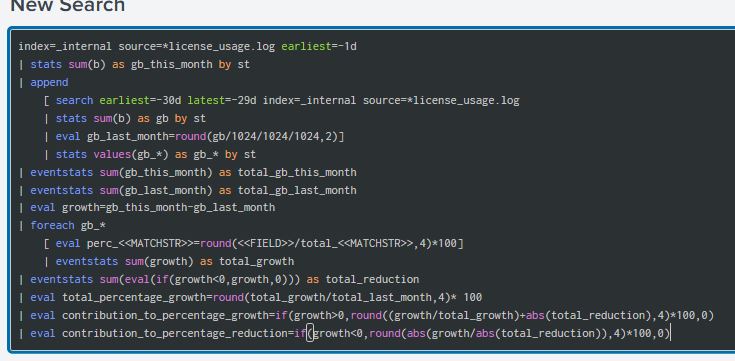 New Search
index=_internal source=*license_usage.log earliest=-1d
| stats sum(b) as gb_this_month by st
| append
[ search earliest=-30d latest=-29d index=_internal source=*license_usage.log
| stats sum(b) as gb by st
| eval gb_last_month=round(gb/1024/1024/1024,2)]
| stats values(gb_*) as gb_* by st
| eventstats sum(gb_this_month) as total_gb_this_month
| eventstats sum(gb_last_month) as total_gb_last_month
| eval growth=gb_this_month-gb_last_month
| foreach gb_*
[ eval perc_<<MATCHSTR>>=round(<<FIELD>>/total_<<MATCHSTR>>,4)*100]
| eventstats sum(growth) as total_growth
| eventstats sum(eval(if(growth<0,growth,0))) as total_reduction
| eval total_percentage_growth=round(total_growth/total_last_month,4)* 100
| eval contribution_to_percentage_growth=if(growth>0,round((growth/total_growth)+abs(total_reduction),4)*100,0)
| eval contribution_to_percentage_reduction=if(growth<0,round(abs(growth/abs(total_reduction)),4)*100,0)